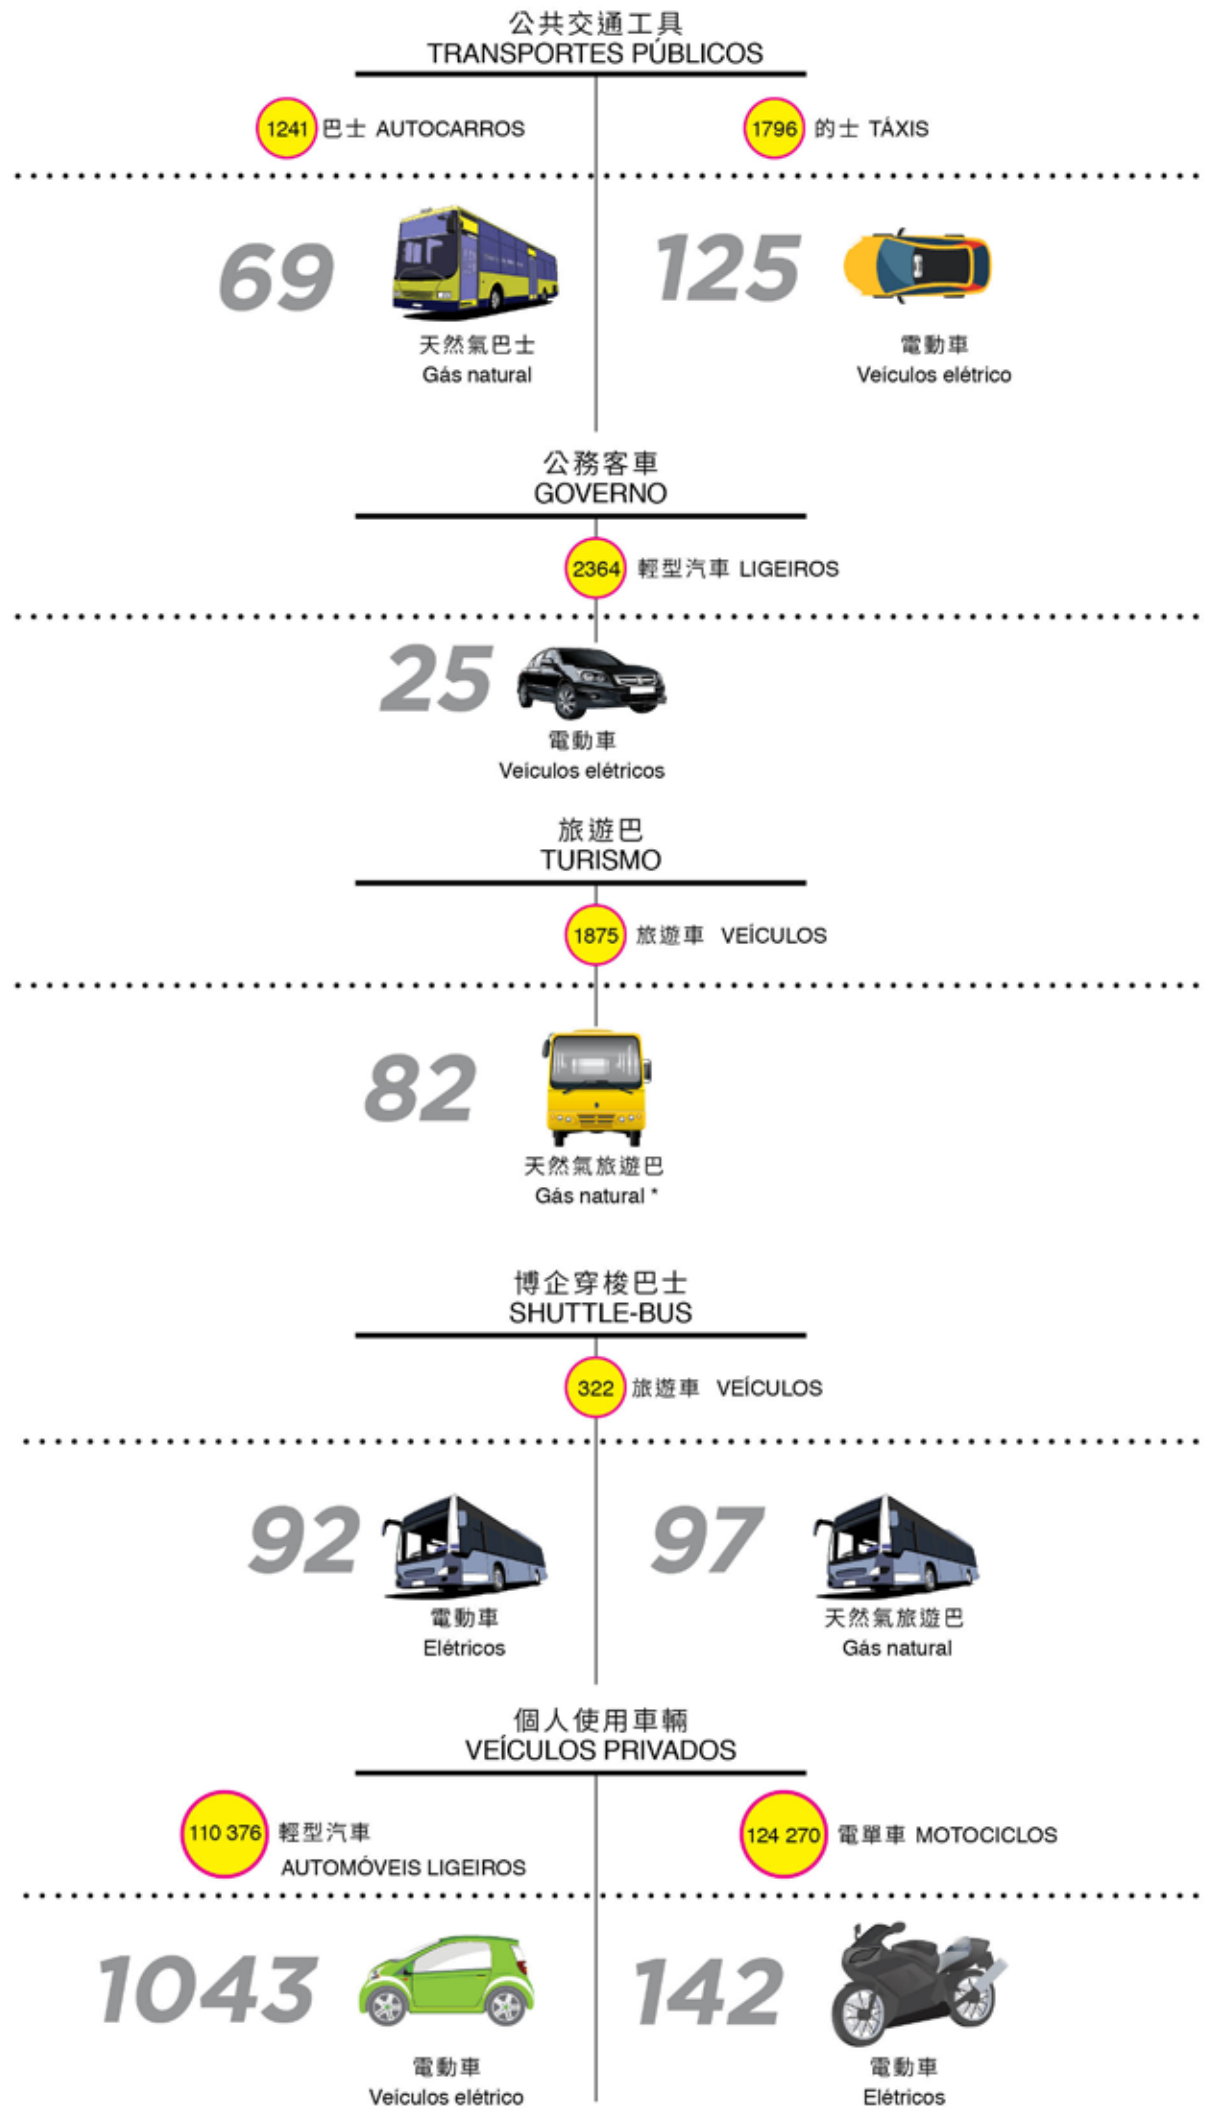 公共交通工具
TRANSPORTES PÚBLICOS
1241 巴士 AUTOCARROS
1796 的士 TÁXIS
69
天然氣巴士
Gás natural
125
電動車
Veículos elétrico
公務客車
GOVERNO
2364 輕型汽車 LIGEIROS
25
電動車
Veículos elétricos
旅遊巴
TURISMO
1875 旅遊車 VEÍCULOS
82
天然氣旅遊巴
Gás natural *
博企穿梭巴士
SHUTTLE-BUS
322 旅遊車 VEÍCULOS
92
電動車
Elétricos
97
天然氣旅遊巴
Gás natural
個人使用車輛
VEÍCULOS PRIVADOS
110 376 輕型汽車
AUTOMÓVEIS LIGEIROS
124 270 電單車 MOTOCICLOS
1043
電動車
Veículos elétrico
142
電動車
Elétricos